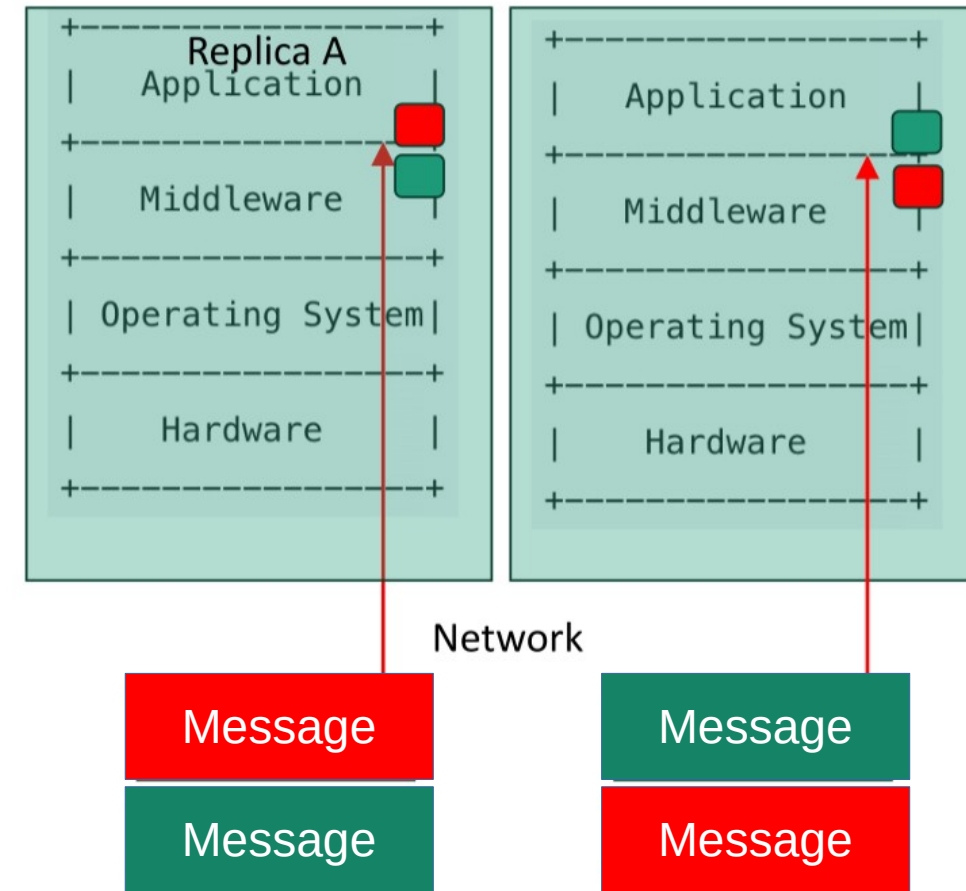 +------------------+
Replica A
| Application |
+------------------+
| Middleware |
+------------------+
| Operating System|
+------------------+
| Hardware |
+------------------+
+------------------+
| Application |
+------------------+
| Middleware |
+------------------+
| Operating System|
+------------------+
| Hardware |
+------------------+
Network
Message
Message
Message
Message